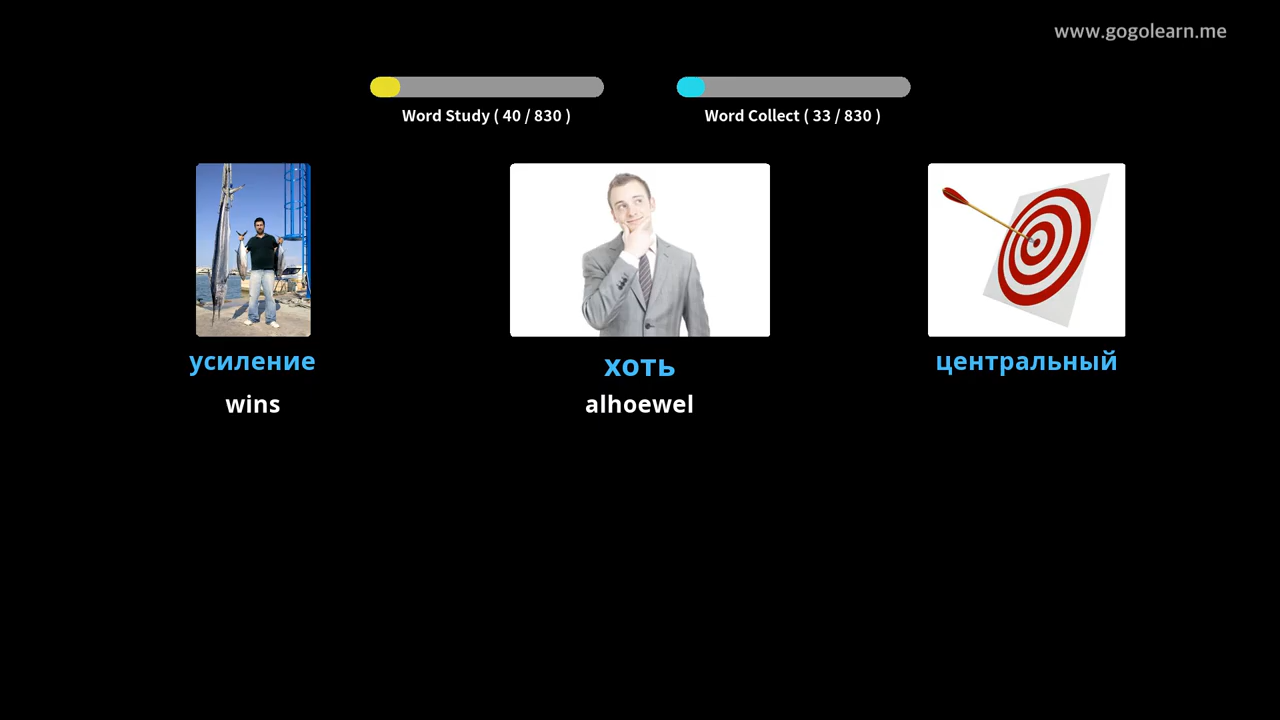 www.gogolearn.me
Word Study ( 40 / 830 )
Word Collect ( 33 / 830 )
усиление
хоть
центральный
wins
alhoewel